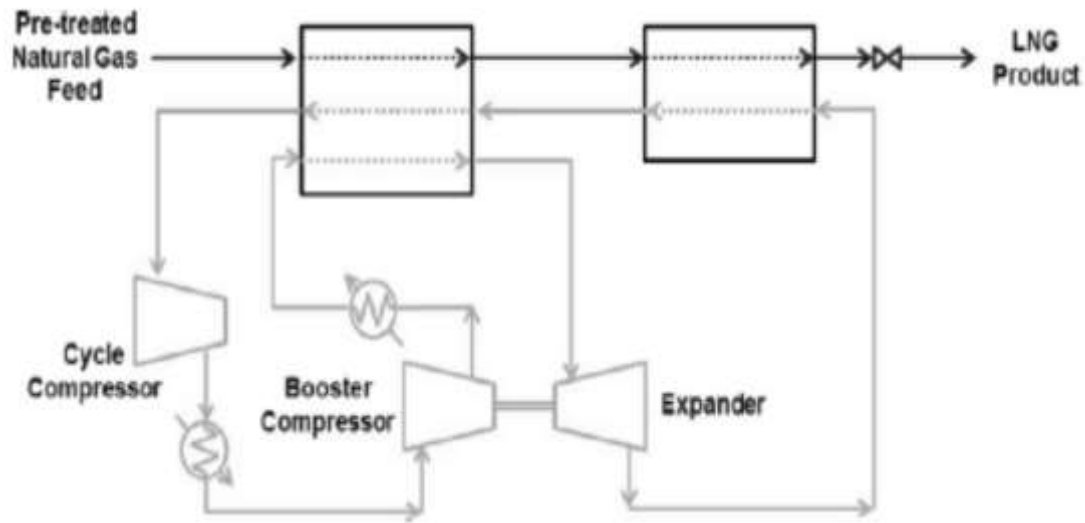 Pre-treated
Natural Gas
Feed
LNG
Product
Cycle
Compressor
Booster
Compressor
Expander